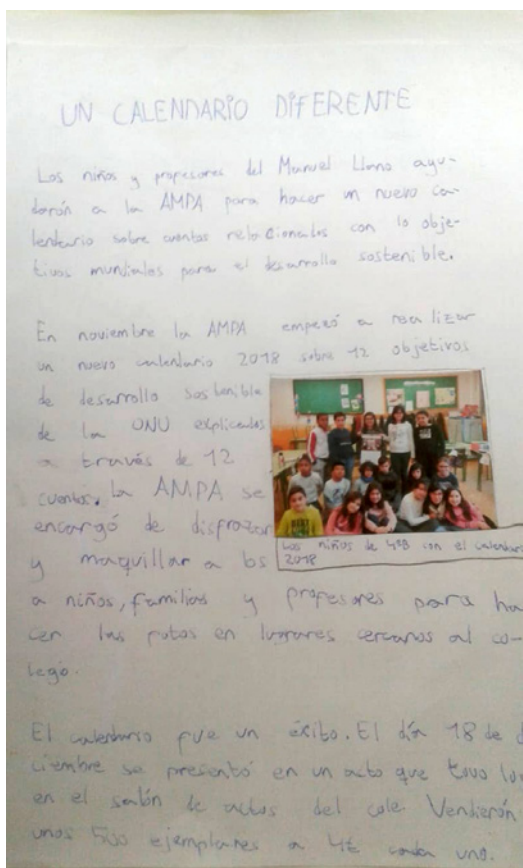 UN CALENDARIO DIFERENTE
Los niños y profesores del Manuel Llano ayu-
darón a la AMPA para hacer un nuevo ca-
lendario sobre cuentos relacionados con lo obje-
tivos mundiales para el desarrollo sostenible.
En noviembre la AMPA empezó a realizar
un nuevo calendario 2018 sobre 12 objetivos
de desarrollo sostenible
de la ONU explicados
a través de 12
cuentos. La AMPA se
encargó de disfrazar
y maquillar a los
Los niños de 4ºB con el calendario
2018
a niños, familias y profesores para ha
cer las fotos en lugares cercanos al co-
legó.
El calendario fue un éxito. El día 18 de d
ciembre se presentó en un acto que tuvo lu
en el salón de actos del cole. Vendierón
unos 500 ejemplares a 4€ cada uno.